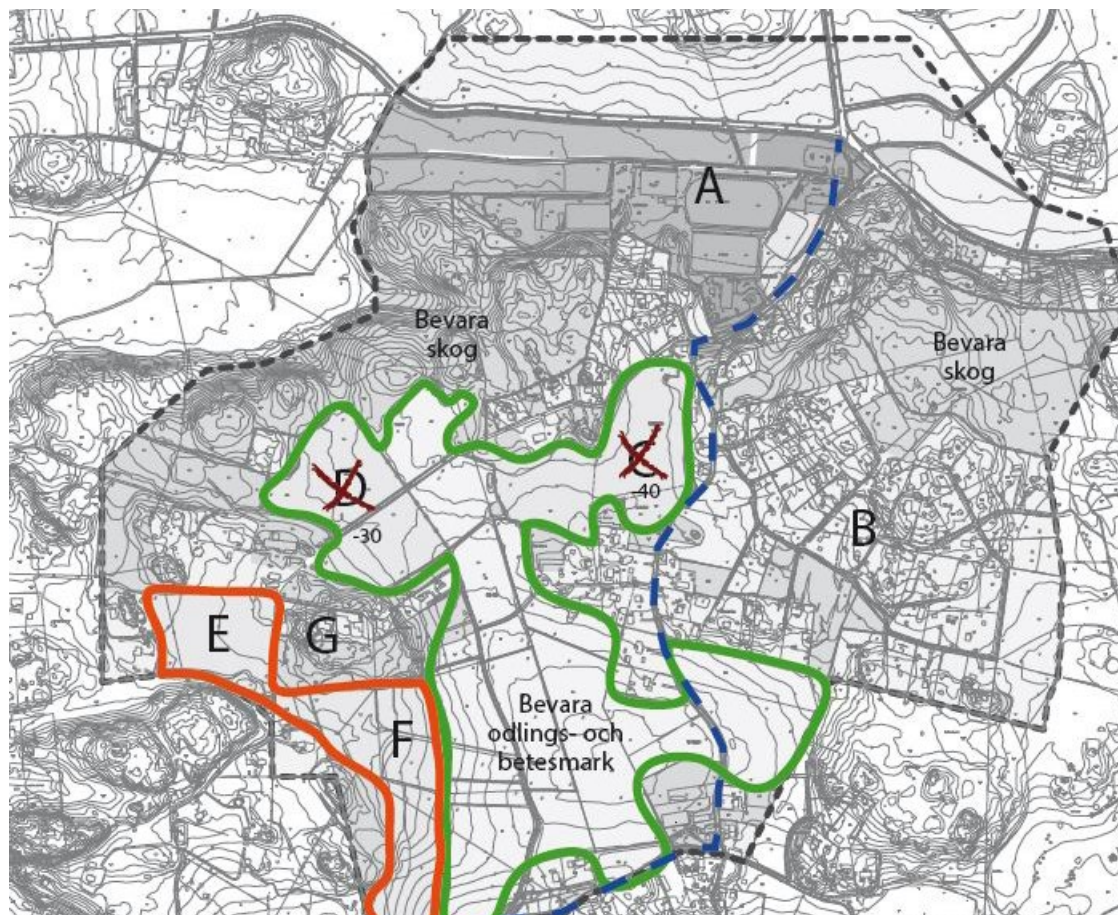 A
Bevara
skog
Bevara
skog
D
-30
C
-40
B
E
G
F
Bevara
odlings- och
betesmark